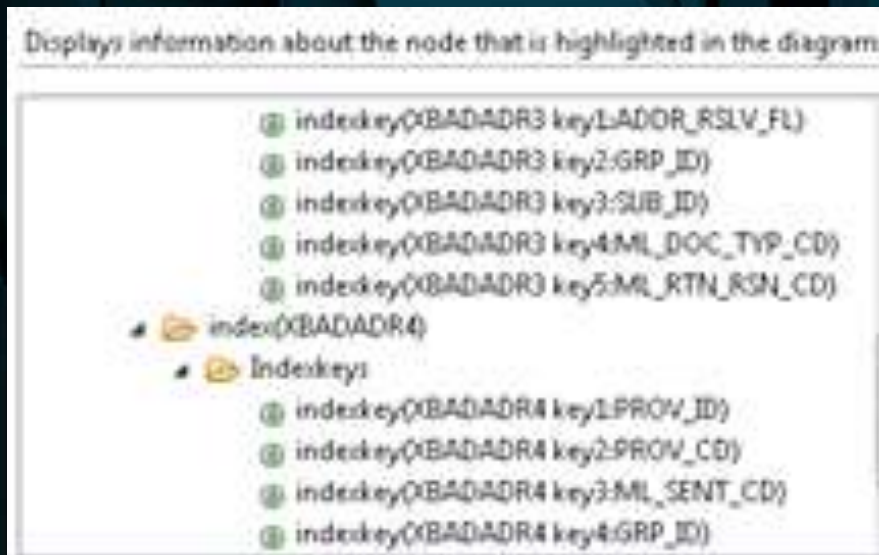 Displays information about the node that is highlighted in the diagram
indexkey(XBADADR3 key1:ADDR_RSLV_FL)
indexkey(XBADADR3 key2:GRP_ID)
indexkey(XBADADR3 key3:SUB_ID)
indexkey(XBADADR3 key4:ML_DOC_TYP_CD)
indexkey(XBADADR3 key5:ML_RTN_RSN_CD)
index(XBADADR4)
Indexkeys
indexkey(XBADADR4 key1:PROV_ID)
indexkey(XBADADR4 key2:PROV_CD)
indexkey(XBADADR4 key3:ML_SENT_CD)
indexkey(XBADADR4 key4:GRP_ID)